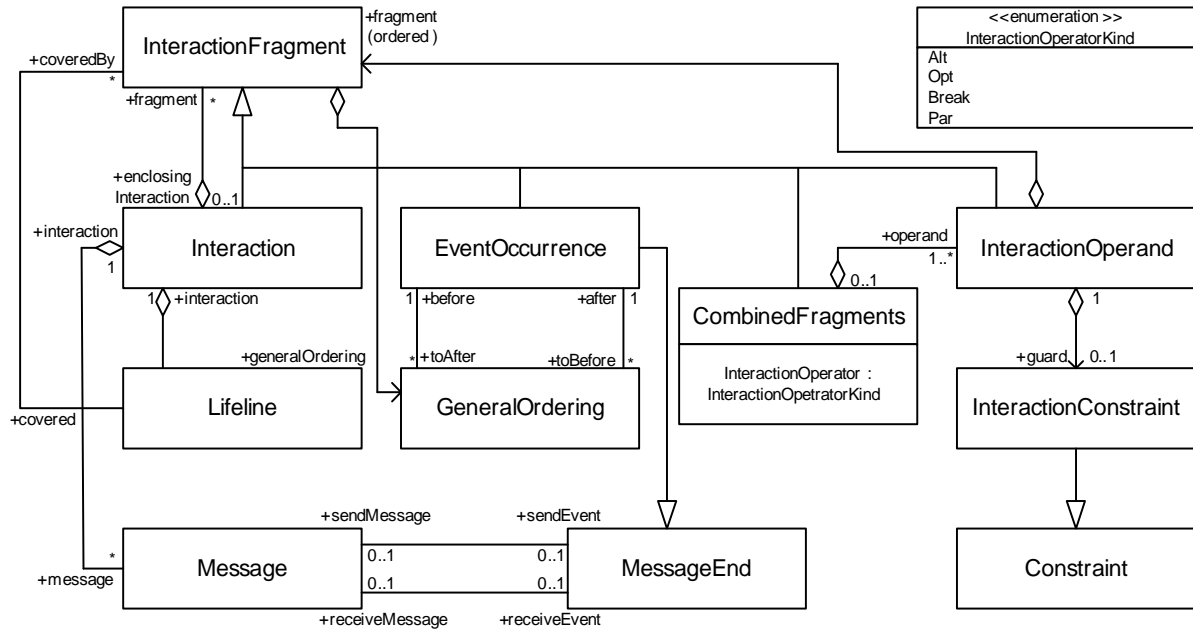 +fragment
(ordered )
InteractionFragment
<<enumeration >>
InteractionOperatorKind
Alt
Opt
Break
Par
+coveredBy
*
+fragment
*
+enclosing
Interaction
0..1
+interaction
1
Interaction
EventOccurrence
+operand
1..*
InteractionOperand
0..1
1
+interaction
1
+before
+after
1
1
CombinedFragments
InteractionOperator :
InteractionOpetratorKind
+generalOrdering
*
+toAfter
+toBefore
*
+guard
0..1
Lifeline
GeneralOrdering
InteractionConstraint
+covered
+sendMessage
+sendEvent
*
0..1
0..1
Message
MessageEnd
Constraint
+message
0..1
0..1
+receiveMessage
+receiveEvent